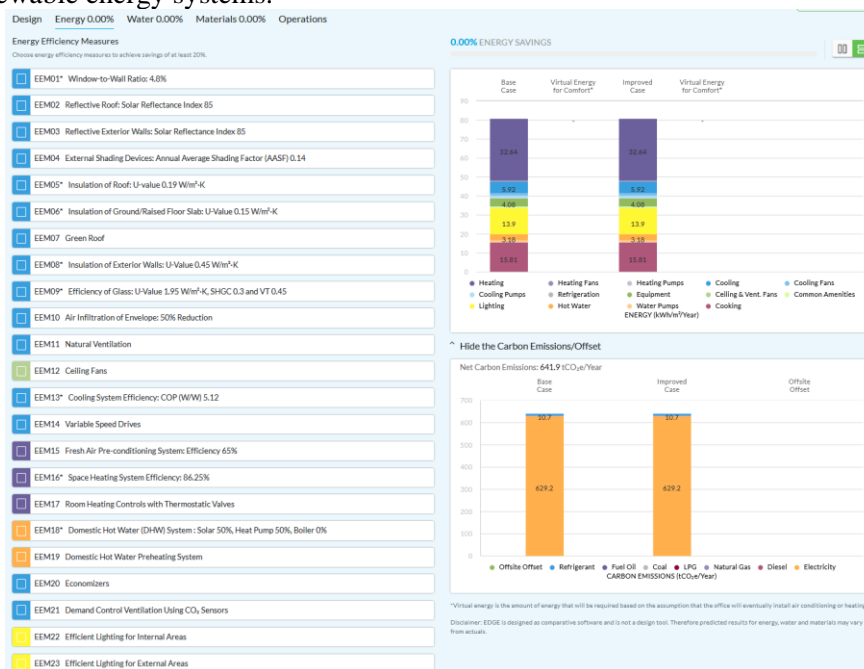 ewable energy systems.
Design Energy 0.00% Water 0.00% Materials 0.00% Operations
Energy Efficiency Measures
Choose energy efficiency measures to achieve savings of at least 20%.
EEM01* Window-to-Wall Ratio: 4.8%
EEM02 Reflective Roof: Solar Reflectance Index 85
EEM03 Reflective Exterior Walls: Solar Reflectance Index 85
EEM04 External Shading Devices: Annual Average Shading Factor (AASF) 0.14
EEM05* Insulation of Roof: U-value 0.19 W/m²·K
EEM06* Insulation of Ground/Raised Floor Slab: U-Value 0.15 W/m²·K
EEM07 Green Roof
EEM08* Insulation of Exterior Walls: U-Value 0.45 W/m²·K
EEM09* Efficiency of Glass: U-Value 1.95 W/m²·K, SHGC 0.3 and VT 0.45
EEM10 Air Infiltration of Envelope: 50% Reduction
EEM11 Natural Ventilation
EEM12 Ceiling Fans
EEM13* Cooling System Efficiency: COP (W/W) 5.12
EEM14 Variable Speed Drives
EEM15 Fresh Air Pre-conditioning System: Efficiency 65%
EEM16* Space Heating System Efficiency: 86.25%
EEM17 Room Heating Controls with Thermostatic Valves
EEM18* Domestic Hot Water (DHW) System : Solar 50%, Heat Pump 50%, Boiler 0%
EEM19 Domestic Hot Water Preheating System
EEM20 Economizers
EEM21 Demand Control Ventilation Using CO₂ Sensors
EEM22 Efficient Lighting for Internal Areas
EEM23 Efficient Lighting for External Areas
0.00% ENERGY SAVINGS
Base Case Virtual Energy for Comfort* Improved Case Virtual Energy for Comfort*
90
80
70
60
50
40
30
20
10
0
32.64 32.64
5.92 5.92
4.08 4.08
13.9 13.9
3.18 3.18
15.81 15.81
Heating Heating Fans Heating Pumps Cooling Cooling Fans
Cooling Pumps Refrigeration Equipment Ceiling & Vent. Fans Common Amenities
Lighting Hot Water Water Pumps Cooking
ENERGY (kWh/m²/Year)
Hide the Carbon Emissions/Offset
Net Carbon Emissions: 641.9 tCO₂e/Year
Base Case Improved Case Offsite Offset
700
600
500
400
300
200
100
0
10.7 10.7
629.2 629.2
Offsite Offset Refrigerant Fuel Oil Coal LPG Natural Gas Diesel Electricity
CARBON EMISSIONS (tCO₂e/Year)
*Virtual energy is the amount of energy that will be required based on the assumption that the office will eventually install air conditioning or heating
Disclaimer: EDGE is designed as comparative software and is not a design tool. Therefore predicted results for energy, water and materials may vary
from actuals.